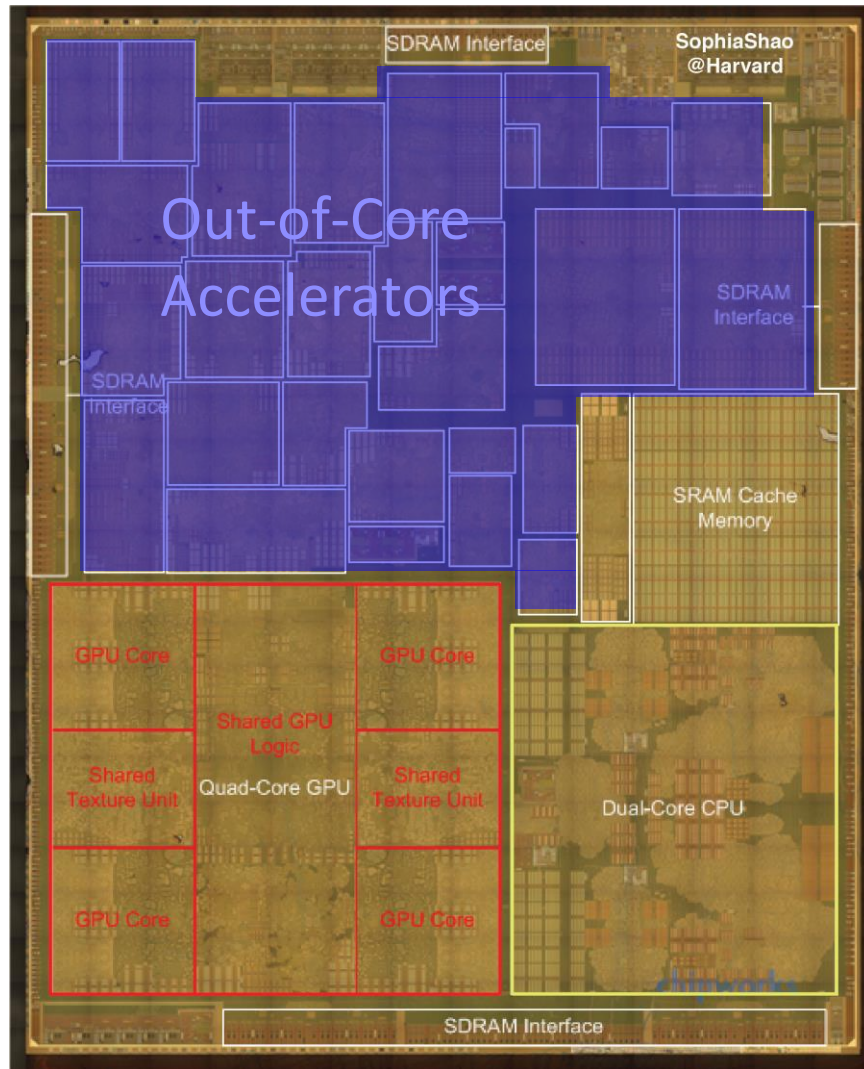 SDRAM Interface
SophiaShao
@Harvard
Out-of-Core
Accelerators
SDRAM
Interface
SDRAM
Interface
SRAM Cache
Memory
GPU Core
GPU Core
Shared GPU
Logic
Shared
Texture Unit
Quad-Core GPU
Shared
Texture Unit
Dual-Core CPU
GPU Core
GPU Core
chipworks
SDRAM Interface